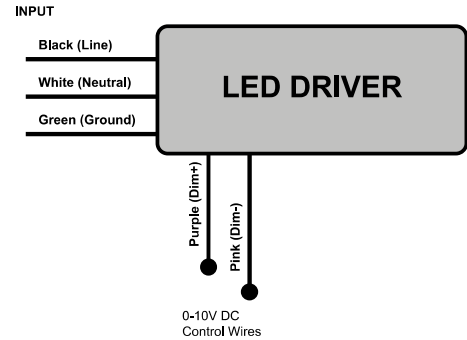 INPUT
Black (Line)
White (Neutral)
Green (Ground)
LED DRIVER
Purple (Dim+)
Pink (Dim-)
0-10V DC
Control Wires